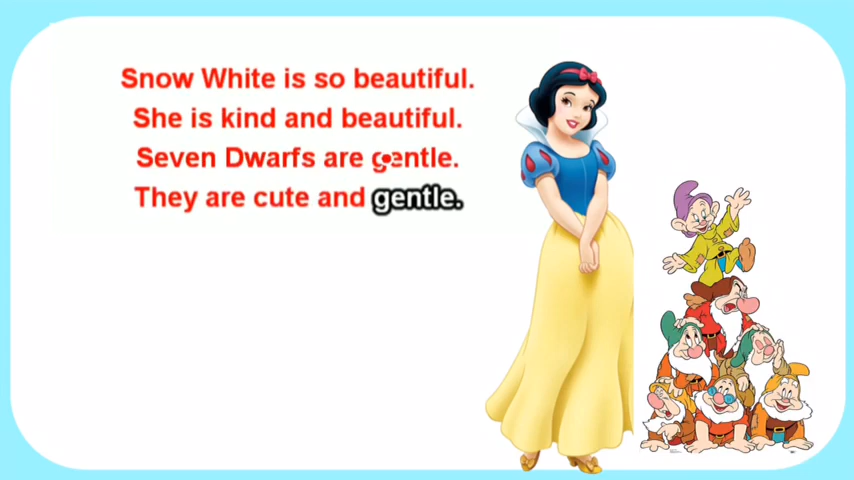 Snow White is so beautiful.
She is kind and beautiful.
Seven Dwarfs are gentle.
They are cute and gentle.